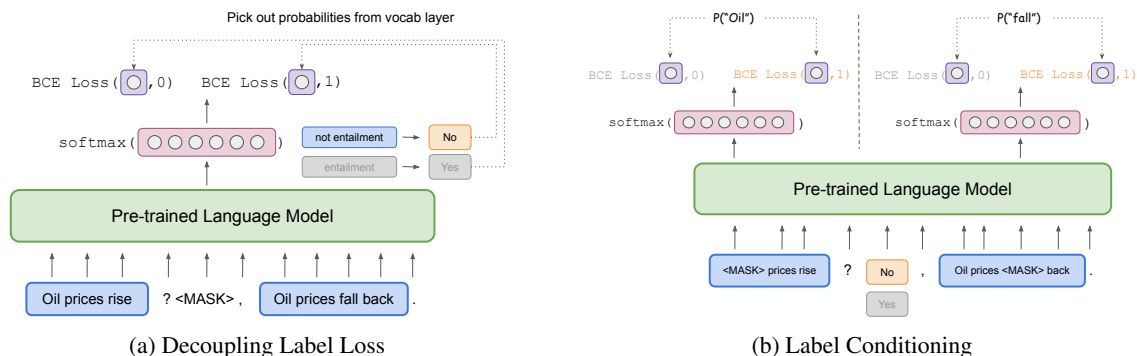 Pick out probabilities from vocab layer
BCE Loss( ,0) BCE Loss( ,1)
softmax( )
not entailment No
entailment Yes
Pre-trained Language Model
Oil prices rise ? <MASK> , Oil prices fall back .
(a) Decoupling Label Loss
P("Oil") P("fall")
BCE Loss( ,0) BCE Loss( ,1) BCE Loss( ,0) BCE Loss( ,1)
softmax( ) softmax( )
Pre-trained Language Model
<MASK> prices rise ? No , Oil prices <MASK> back .
Yes
(b) Label Conditioning